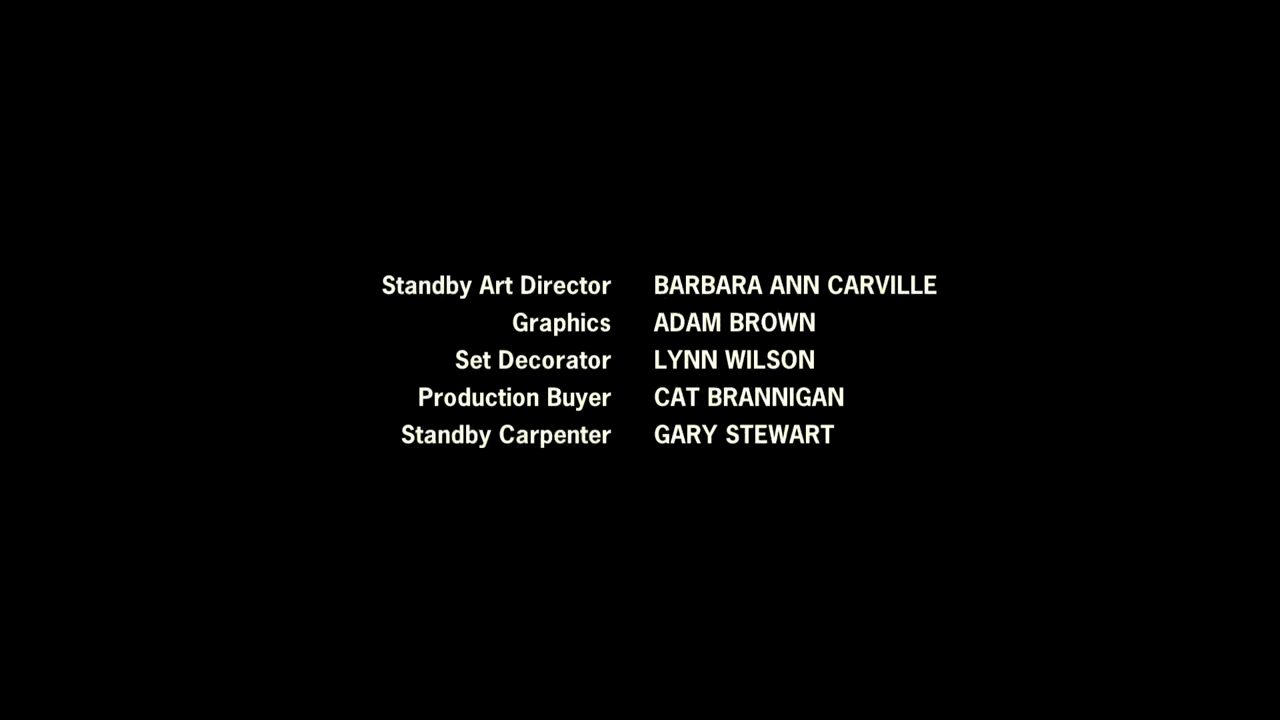 Standby Art Director BARBARA ANN CARVILLE
Graphics ADAM BROWN
Set Decorator LYNN WILSON
Production Buyer CAT BRANNIGAN
Standby Carpenter GARY STEWART